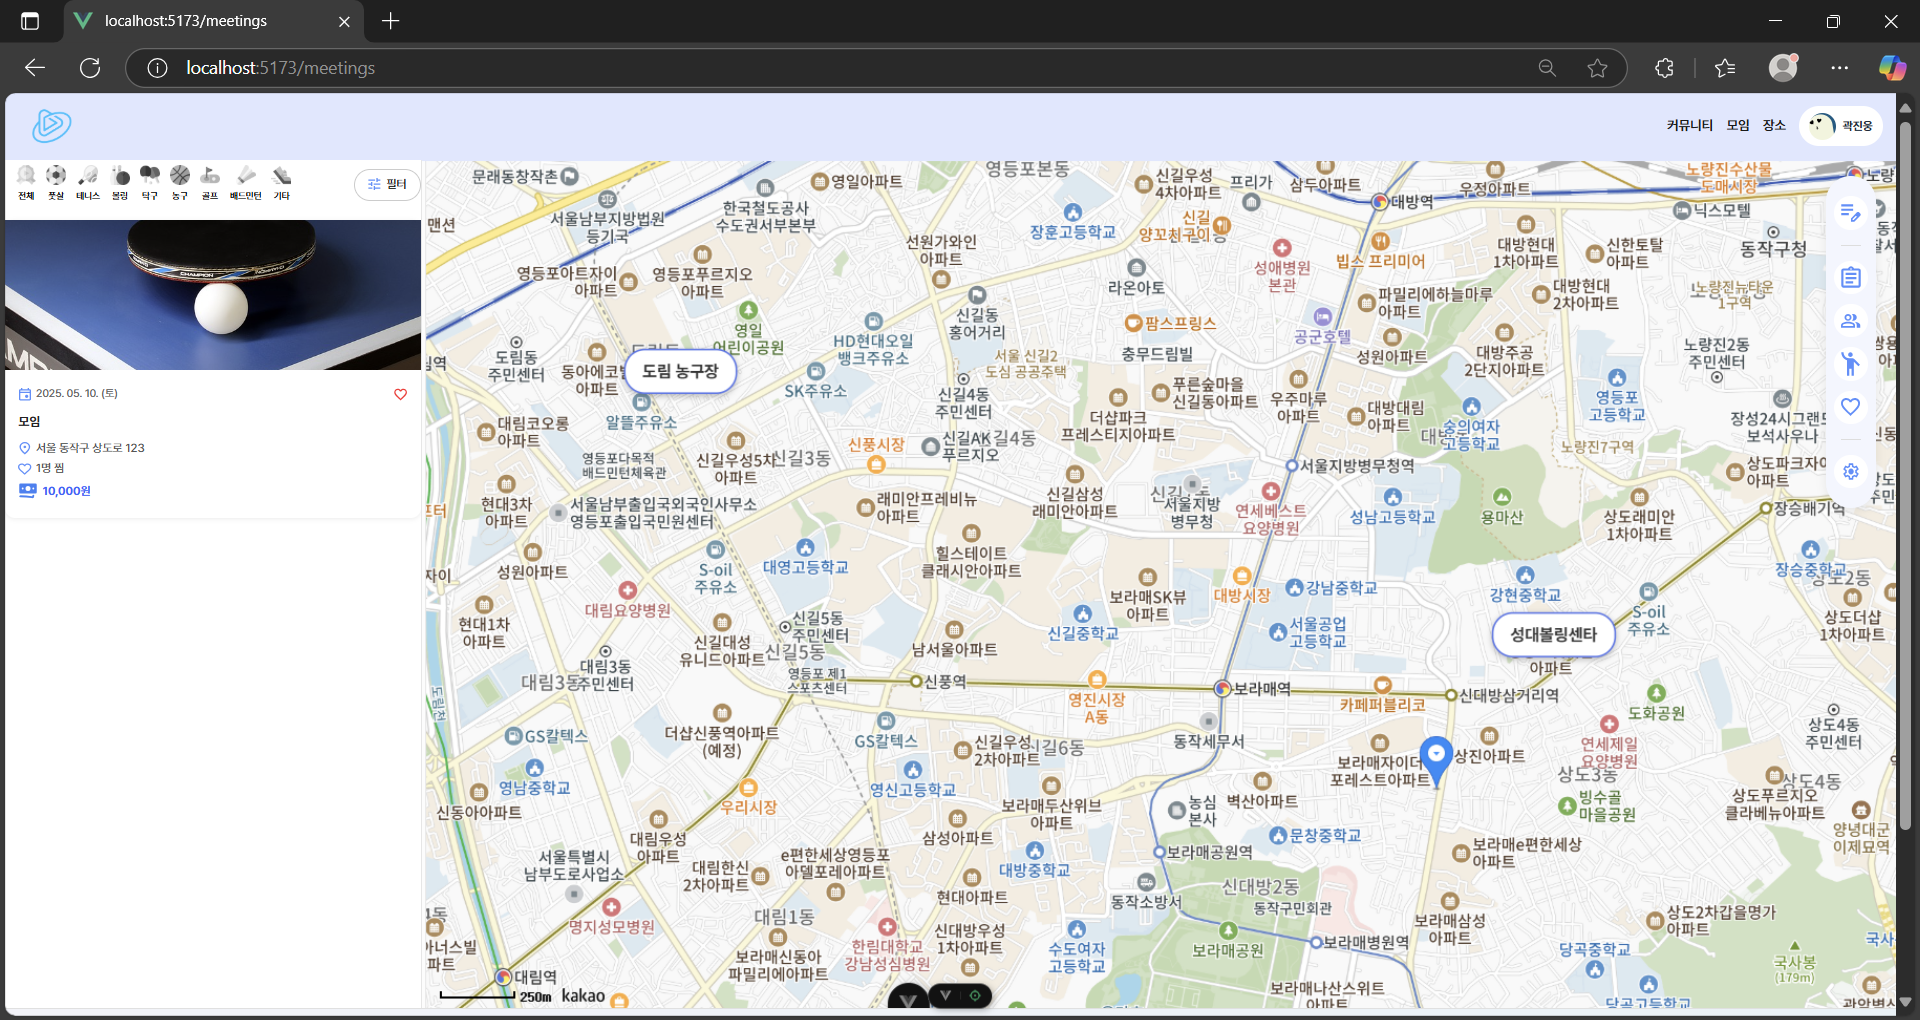 localhost:5173/meetings
localhost:5173/meetings
커뮤니티 모임 장소 곽진웅
전체 풋살 테니스 볼링 탁구 농구 골프 배드민턴 기타
필터
CHAMPION
2025. 05. 10. (토)
모임
서울 동작구 상도로 123
1명 찜
10,000원
문래동창작촌
영일아파트
영등포본동
신길우성
4차아파트
프리가
삼두아파트
우정아파트
노량진수산물
도매시장
대방역
맨션
서울남부지방법원
등기국
한국철도공사
수도권서부본부
선원가와인
아파트
장훈고등학교
신길
양꼬치구이
성애병원
본관
빕스 프리미어
대방현대
1차아파트
신한토탈
아파트
닉스모텔
동작구청
영등포아트자이
아파트
영등포푸르지오
아파트
라온아토
파밀리에하늘마루
아파트
대방현대
2차아파트
노량진뉴타운
1구역
영일
어린이공원
신길동
홍어거리
HD현대오일
뱅크주유소
팜스프링스
공군호텔
충무드림빌
성원아파트
대방주공
2단지아파트
노량진2동
주민센터
도림동
주민센터
동아에코빌
아파트
도림 농구장
SK주유소
서울 신길2
도심 공공주택
신길4동
주민센터
푸른숲마을
신길동아파트
우주마루
아파트
대방대림
아파트
영등포
고등학교
숭의여자
고등학교
장성24시그랜드
보석사우나
대림코오롱
아파트
알뜰주유소
신풍시장
신길AK
푸르지오
더샵파크
프레스티지아파트
노량진7구역
영등포다목적
배드민턴체육관
신길우성5차
아파트
신길3동
서울지방병무청역
상도파크자이
아파트
현대3차
아파트
서울남부출입국외국인사무소
영등포출입국민원센터
래미안프레비뉴
아파트
신길삼성
래미안아파트
서울지방
병무청
연세베스트
요양병원
성남고등학교
용마산
상도래미안
1차아파트
장승배기역
성원아파트
S-oil
주유소
대영고등학교
힐스테이트
클래시안아파트
보라매SK뷰
아파트
대방시장
강남중학교
강현중학교
장승중학교
상도2동
대림요양병원
S-oil
주유소
성대볼링센타
아파트
상도더샵
1차아파트
현대1차
아파트
신길대성
유니드아파트
신길5동
주민센터
신길5동
남서울아파트
신길중학교
서울공업
고등학교
대림3동
대림3동
주민센터
영등포 제1
스포츠센터
신풍역
영진시장
A동
보라매역
카페퍼블리코
신대방삼거리역
도화공원
도림천
GS칼텍스
더샵신풍역아파트
(예정)
GS칼텍스
신길우성
2차아파트
신길6동
동작세무서
보라매자이더
포레스트아파트
상진아파트
연세제일
요양병원
상도3동
상도4동
주민센터
상도4동
영남중학교
신동아아파트
우리시장
영신고등학교
보라매두산위브
아파트
농심
본사
벽산아파트
빙수골
마을공원
상도푸르지오
클라베뉴아파트
양녕대군
이제묘역
대림우성
아파트
삼성아파트
문창중학교
서울특별시
남부도로사업소
대림한신
2차아파트
e편한세상영등포
아델포레아파트
대방중학교
보라매공원역
보라매e편한세상
아파트
현대아파트
동작소방서
신대방2동
동작구민회관
명지성모병원
대림1동
한림대학교
강남성심병원
신대방우성
1차아파트
수도여자
고등학교
보라매공원
보라매병원역
보라매삼성
아파트
상도2차갑을명가
아파트
당곡중학교
국사봉
(179m)
대림역
보라매신동아
파밀리에아파트
보라매나산스위트
아파트
당곡고등학교
250m kakao